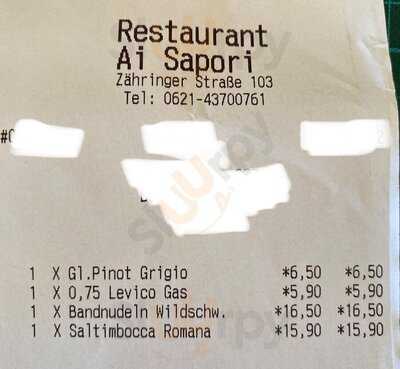 Restaurant
Ai Sapori
Zähringer Straße 103
Tel: 0621-43700761
1 X Gl.Pinot Grigio *6,50 *6,50
1 X 0,75 Levico Gas *5,90 *5,90
1 X Bandnudeln Wildschw. *16,50 *16,50
1 X Saltimbocca Romana *15,90 *15,90